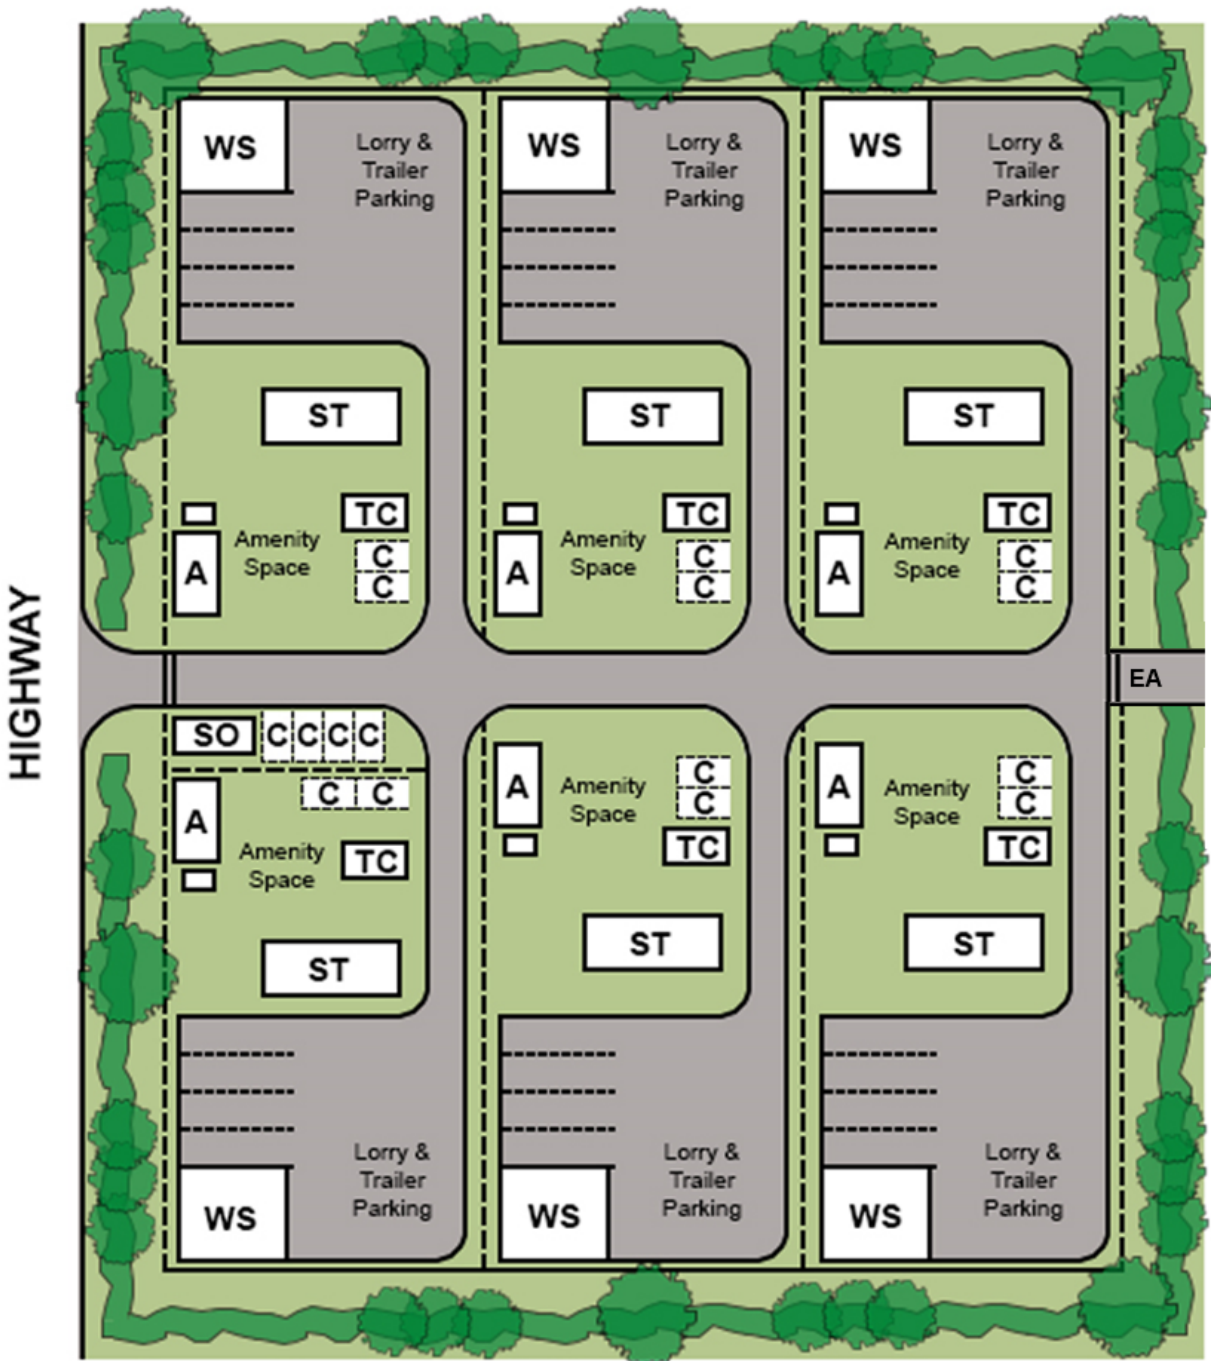 WS
Lorry &
Trailer
Parking
WS
Lorry &
Trailer
Parking
WS
Lorry &
Trailer
Parking
ST
ST
ST
TC
TC
TC
A
Amenity
Space
C
C
A
Amenity
Space
C
C
A
Amenity
Space
C
C
HIGHWAY
EA
SO
C
C
C
C
A
Amenity
Space
C
C
TC
ST
A
Amenity
Space
C
C
TC
ST
A
Amenity
Space
C
C
TC
ST
WS
Lorry &
Trailer
Parking
WS
Lorry &
Trailer
Parking
WS
Lorry &
Trailer
Parking